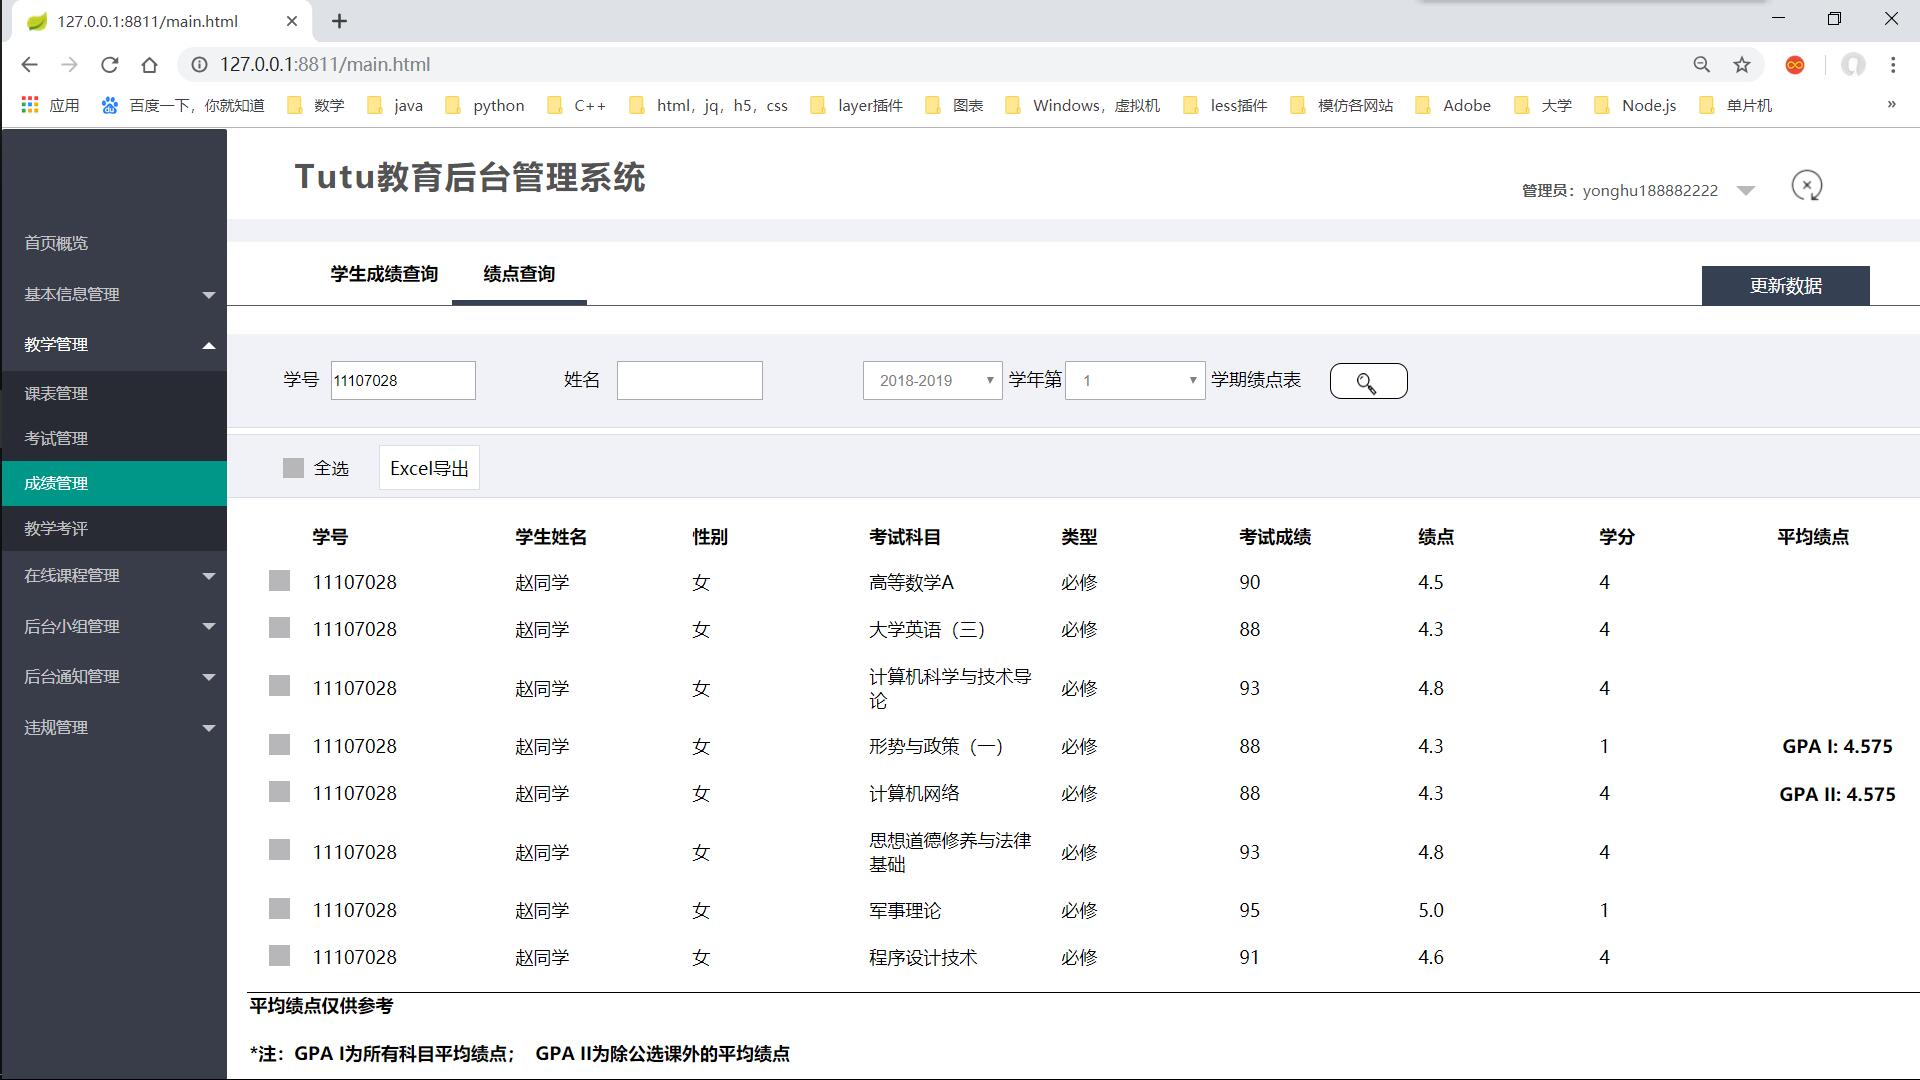 127.0.0.1:8811/main.html
127.0.0.1:8811/main.html
应用 百度一下，你就知道 数学 java python C++ html，jq，h5，css layer插件 图表 Windows，虚拟机 less插件 模仿各网站 Adobe 大学 Node.js 单片机 »
Tutu教育后台管理系统
管理员：yonghu188882222
首页概览
基本信息管理
教学管理
课表管理
考试管理
成绩管理
教学考评
在线课程管理
后台小组管理
后台通知管理
违规管理
学生成绩查询 绩点查询 更新数据
学号 11107028 姓名 2018-2019 学年第 1 学期绩点表
全选 Excel导出
学号 学生姓名 性别 考试科目 类型 考试成绩 绩点 学分 平均绩点
11107028 赵同学 女 高等数学A 必修 90 4.5 4
11107028 赵同学 女 大学英语（三） 必修 88 4.3 4
11107028 赵同学 女 计算机科学与技术导 必修 93 4.8 4
论
11107028 赵同学 女 形势与政策（一） 必修 88 4.3 1 GPA I: 4.575
11107028 赵同学 女 计算机网络 必修 88 4.3 4 GPA II: 4.575
11107028 赵同学 女 思想道德修养与法律 必修 93 4.8 4
基础
11107028 赵同学 女 军事理论 必修 95 5.0 1
11107028 赵同学 女 程序设计技术 必修 91 4.6 4
平均绩点仅供参考
*注：GPA I为所有科目平均绩点； GPA II为除公选课外的平均绩点